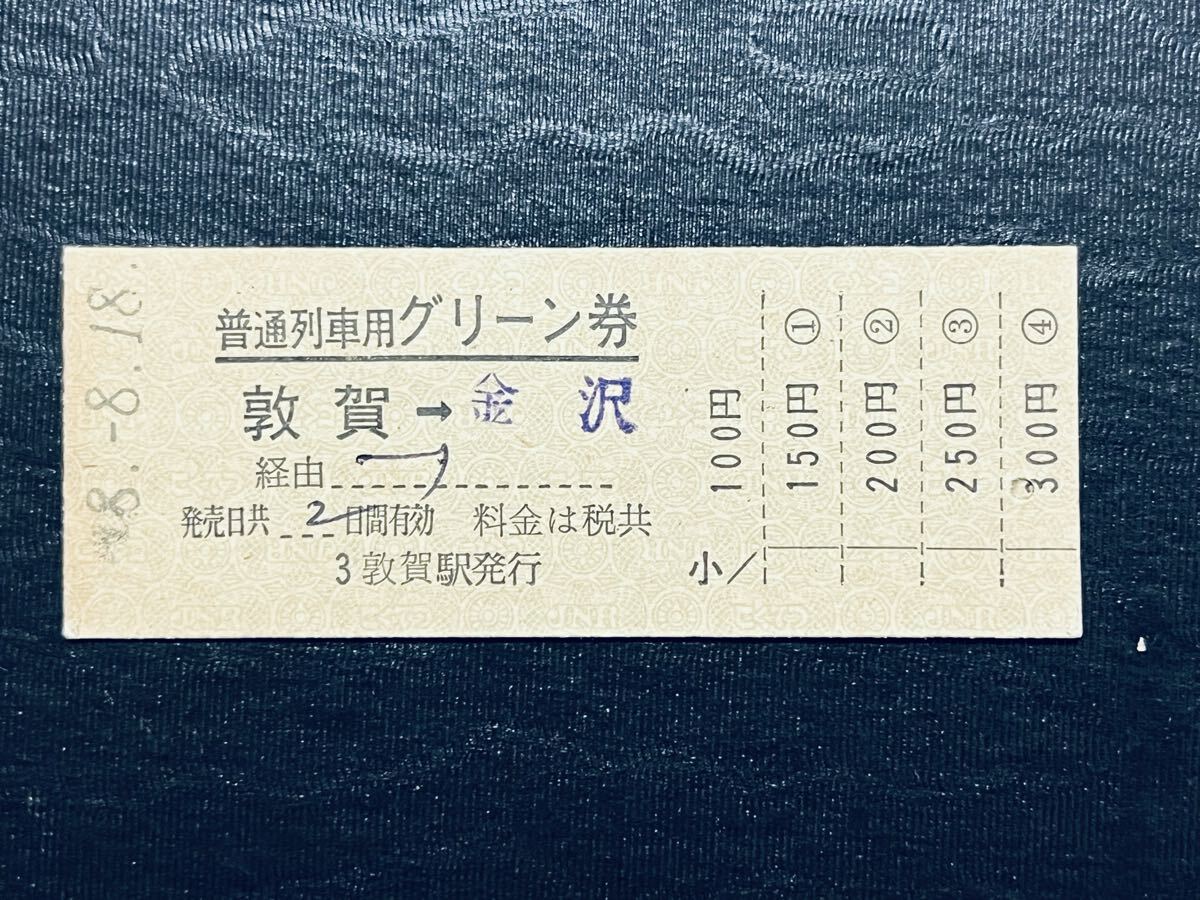 普通列車用グリーン券
敦賀→金沢
経由
発売日共2日間有効 料金は税共
3敦賀駅発行
48.-8.18.
100円
① 150円
② 200円
③ 250円
④ 300円
小/